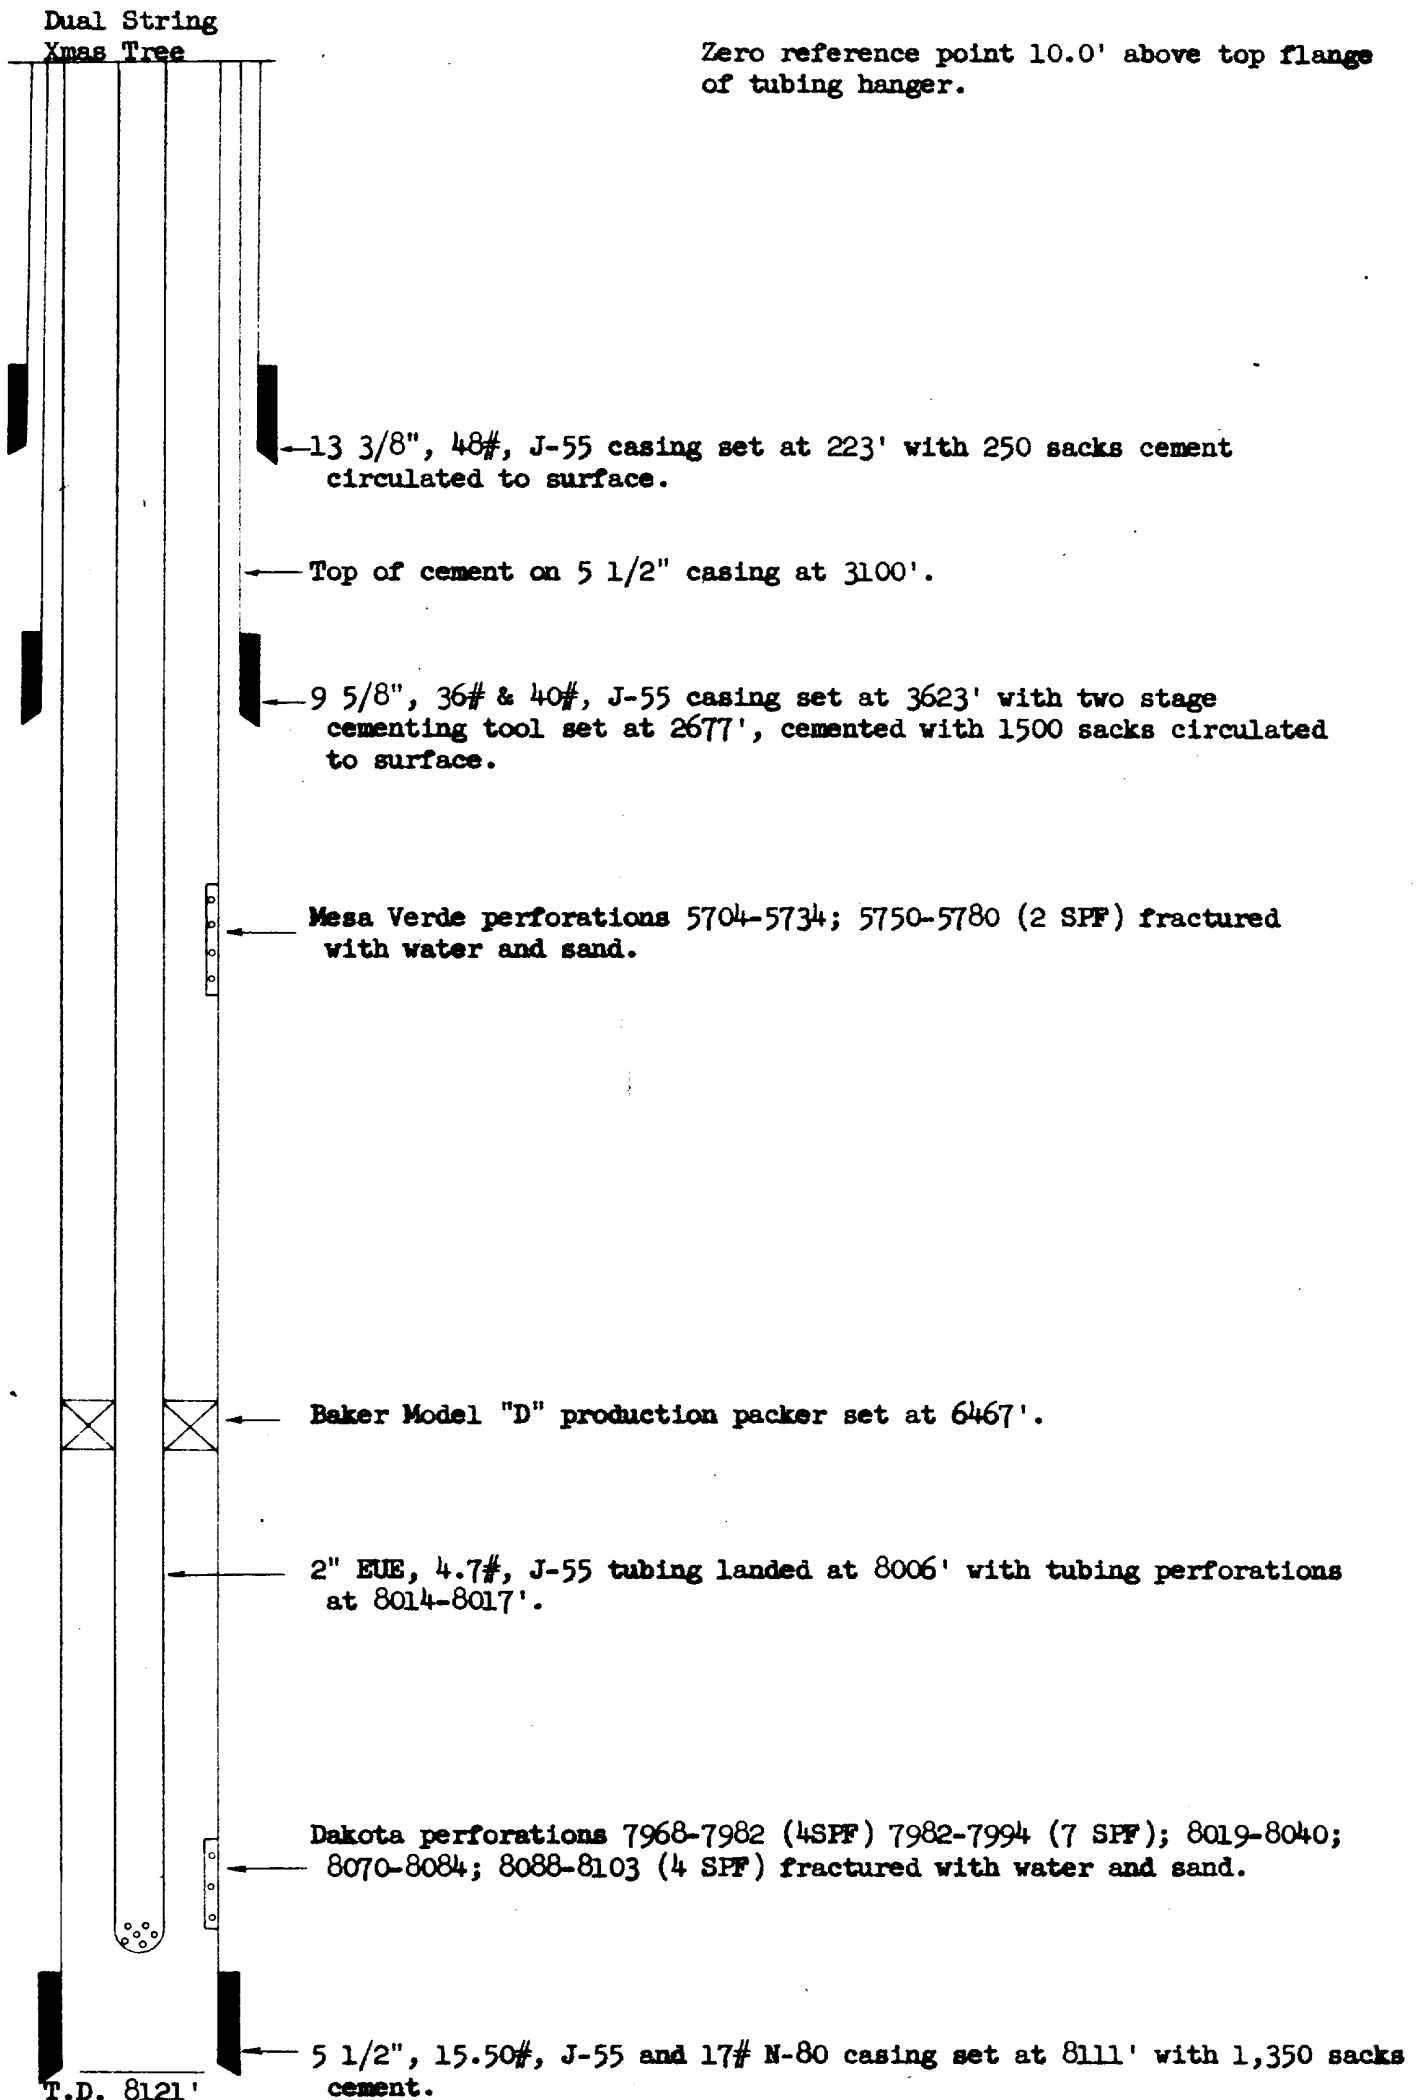 Dual String
Xmas Tree
Zero reference point 10.0' above top flange
of tubing hanger.
13 3/8", 48#, J-55 casing set at 223' with 250 sacks cement
circulated to surface.
Top of cement on 5 1/2" casing at 3100'.
9 5/8", 36# & 40#, J-55 casing set at 3623' with two stage
cementing tool set at 2677', cemented with 1500 sacks circulated
to surface.
Mesa Verde perforations 5704-5734; 5750-5780 (2 SPF) fractured
with water and sand.
Baker Model "D" production packer set at 6467'.
2" EUE, 4.7#, J-55 tubing landed at 8006' with tubing perforations
at 8014-8017'.
Dakota perforations 7968-7982 (4SPF) 7982-7994 (7 SPF); 8019-8040;
8070-8084; 8088-8103 (4 SPF) fractured with water and sand.
5 1/2", 15.50#, J-55 and 17# N-80 casing set at 8111' with 1,350 sacks
cement.
T.D. 8121'